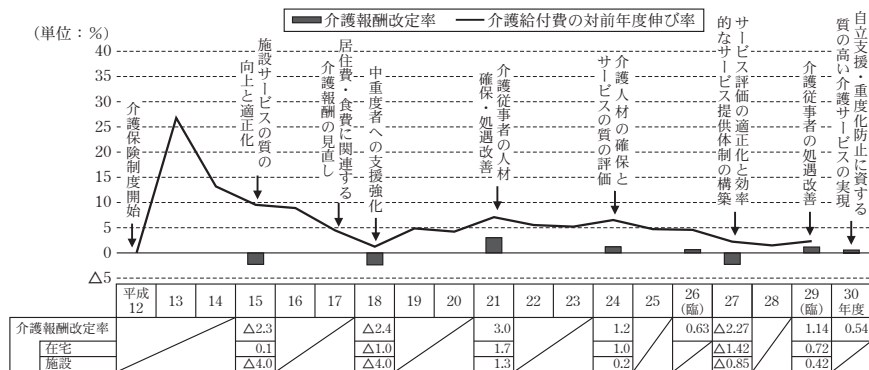 介護報酬改定率 介護給付費の対前年度伸び率
(単位:%)
40
35
30
25
20
15
10
5
0
△5
介護保険制度開始
施設サービスの質の
向上と適正化
居住費・食費に関連する
介護報酬の見直し
中重度者への支援強化
介護従事者の人材
確保・処遇改善
介護人材の確保と
サービスの質の評価
サービス評価の適正化と効率
的なサービス提供体制の構築
介護従事者の処遇改善
自立支援・重度化防止に資する
質の高い介護サービスの実現
平成12 13 14 15 16 17 18 19 20 21 22 23 24 25 26(臨) 27 28 29(臨) 30年度
介護報酬改定率 △2.3 △2.4 3.0 1.2 0.63 △2.27 1.14 0.54
在宅 0.1 △1.0 1.7 1.0 △1.42 0.72
施設 △4.0 △4.0 1.3 0.2 △0.85 0.42